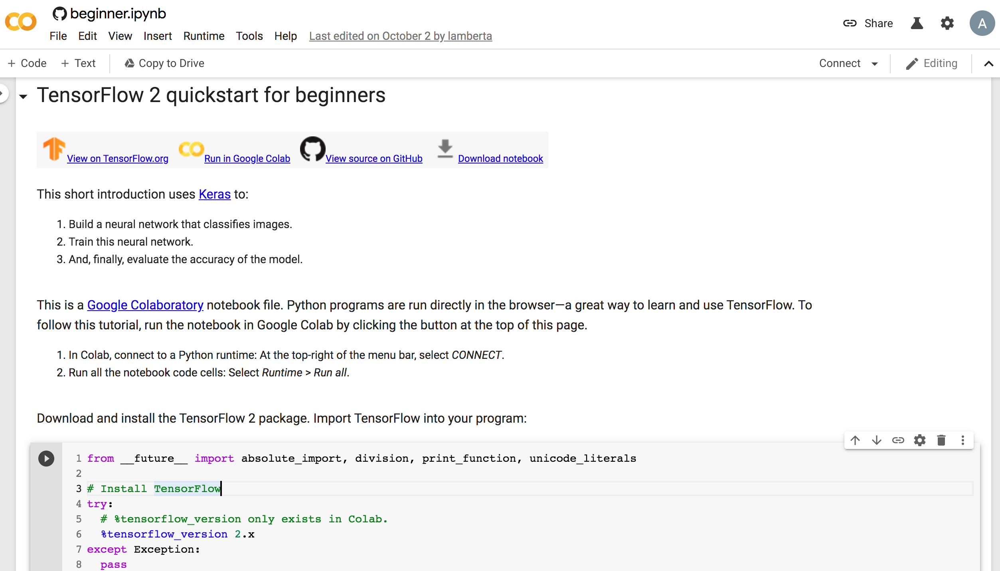 beginner.ipynb
File Edit View Insert Runtime Tools Help Last edited on October 2 by lamberta
Share
A
+ Code + Text Copy to Drive
Connect Editing
TensorFlow 2 quickstart for beginners
View on TensorFlow.org Run in Google Colab View source on GitHub Download notebook
This short introduction uses Keras to:
1. Build a neural network that classifies images.
2. Train this neural network.
3. And, finally, evaluate the accuracy of the model.
This is a Google Colaboratory notebook file. Python programs are run directly in the browser—a great way to learn and use TensorFlow. To
follow this tutorial, run the notebook in Google Colab by clicking the button at the top of this page.
1. In Colab, connect to a Python runtime: At the top-right of the menu bar, select CONNECT.
2. Run all the notebook code cells: Select Runtime > Run all.
Download and install the TensorFlow 2 package. Import TensorFlow into your program:
1 from __future__ import absolute_import, division, print_function, unicode_literals
2
3 # Install TensorFlow
4 try:
5   # %tensorflow_version only exists in Colab.
6   %tensorflow_version 2.x
7 except Exception:
8   pass